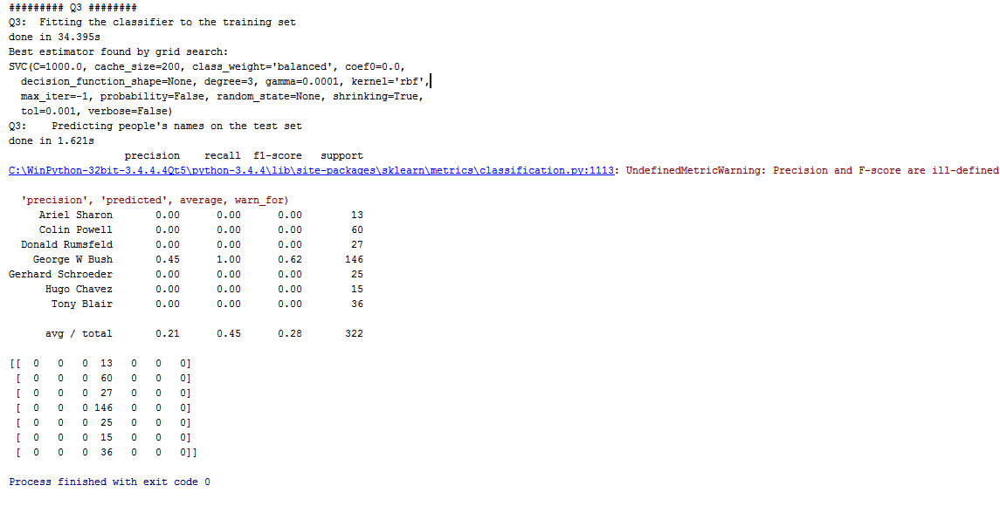 ######### Q3 ########
Q3:  Fitting the classifier to the training set
done in 34.395s
Best estimator found by grid search:
SVC(C=1000.0, cache_size=200, class_weight='balanced', coef0=0.0,
  decision_function_shape=None, degree=3, gamma=0.0001, kernel='rbf',
  max_iter=-1, probability=False, random_state=None, shrinking=True,
  tol=0.001, verbose=False)
Q3:    Predicting people's names on the test set
done in 1.621s
                   precision    recall  f1-score   support
C:\WinPython-32bit-3.4.4.4Qt5\python-3.4.4\lib\site-packages\sklearn\metrics\classification.py:1113: UndefinedMetricWarning: Precision and F-score are ill-defined
  'precision', 'predicted', average, warn_for)
     Ariel Sharon       0.00      0.00      0.00        13
     Colin Powell       0.00      0.00      0.00        60
  Donald Rumsfeld       0.00      0.00      0.00        27
    George W Bush       0.45      1.00      0.62       146
Gerhard Schroeder       0.00      0.00      0.00        25
      Hugo Chavez       0.00      0.00      0.00        15
       Tony Blair       0.00      0.00      0.00        36
      avg / total       0.21      0.45      0.28       322
[[  0   0   0  13   0   0   0]
 [  0   0   0  60   0   0   0]
 [  0   0   0  27   0   0   0]
 [  0   0   0 146   0   0   0]
 [  0   0   0  25   0   0   0]
 [  0   0   0  15   0   0   0]
 [  0   0   0  36   0   0   0]]
Process finished with exit code 0